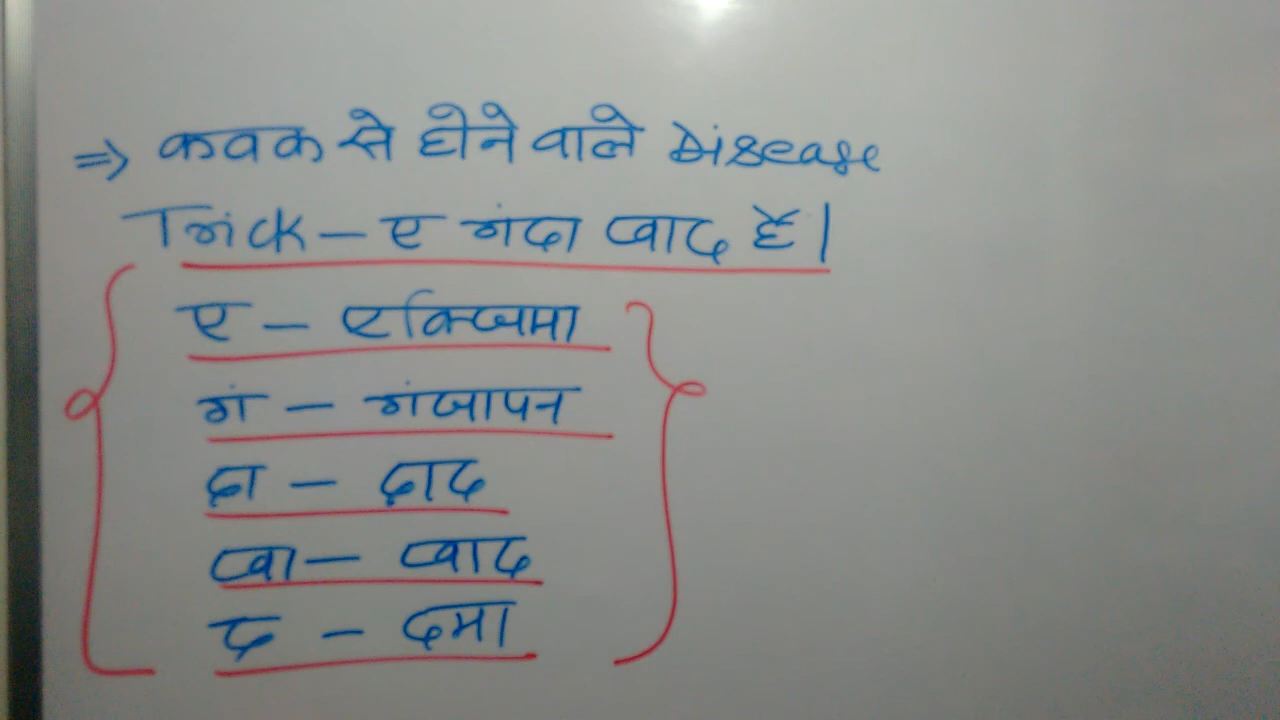 ⇒ कवक से होने वाले Disease
Trick – ए गंदा खाद है।
ए – एक्जिमा
गं – गंजापन
दा – दाद
खा – खाद
द – दमा